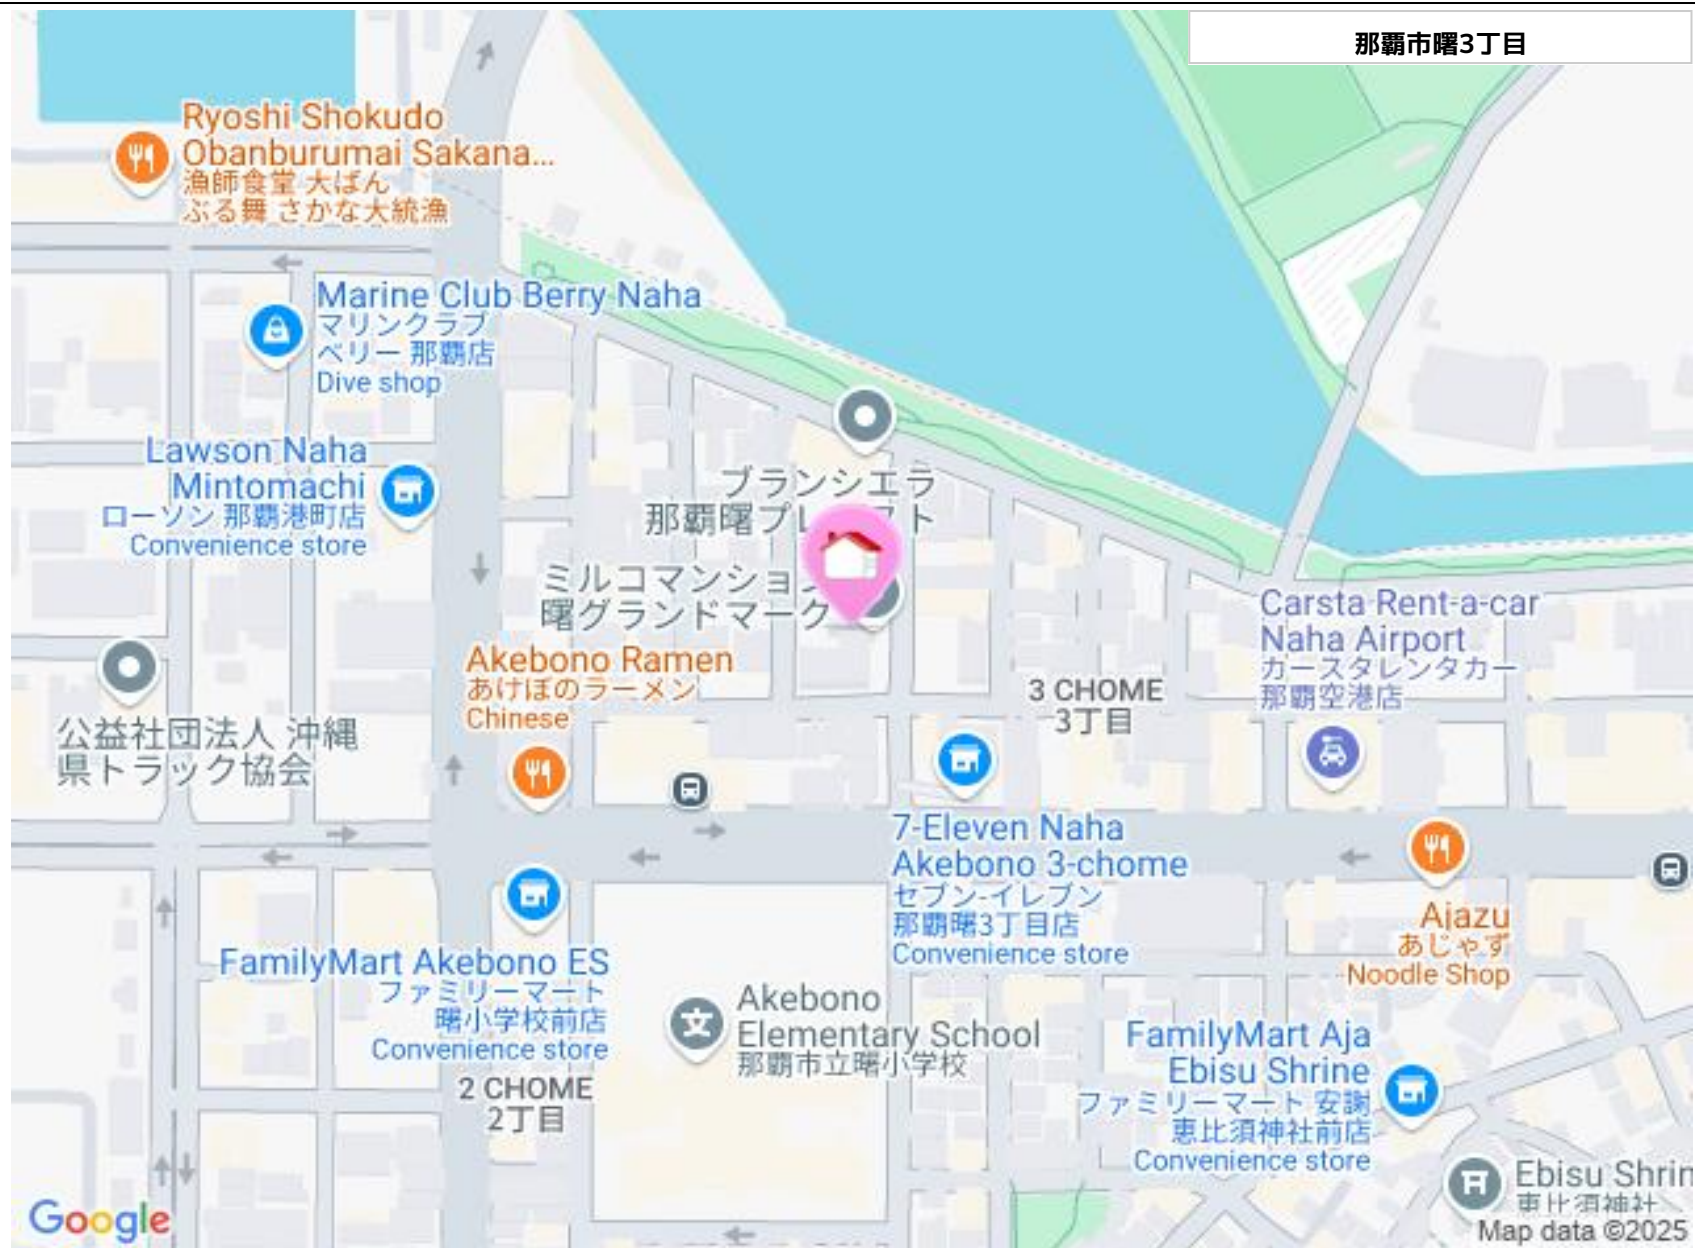 那覇市曙3丁目
Ryoshi Shokudo
Obanburumai Sakana...
漁師食堂 大ばん
ぶる舞 さかな大統漁
Marine Club Berry Naha
マリンクラブ
ベリー 那覇店
Dive shop
Lawson Naha
Mintomachi
ローソン 那覇港町店
Convenience store
ブランシエラ
那覇曙プレ
スト
ミルコマンショ
曙グランドマーク
Akebono Ramen
あけぼのラーメン
Chinese
Carsta Rent-a-car
Naha Airport
カースタレンタカー
那覇空港店
3 CHOME
3丁目
公益社団法人 沖縄
県トラック協会
7-Eleven Naha
Akebono 3-chome
セブン-イレブン
那覇曙3丁目店
Convenience store
Ajazu
あじゃず
Noodle Shop
FamilyMart Akebono ES
ファミリーマート
曙小学校前店
Convenience store
文
Akebono
Elementary School
那覇市立曙小学校
2 CHOME
2丁目
FamilyMart Aja
Ebisu Shrine
ファミリーマート 安謝
恵比須神社前店
Convenience store
Ebisu Shrin
恵比須神社
Google
Map data ©2025